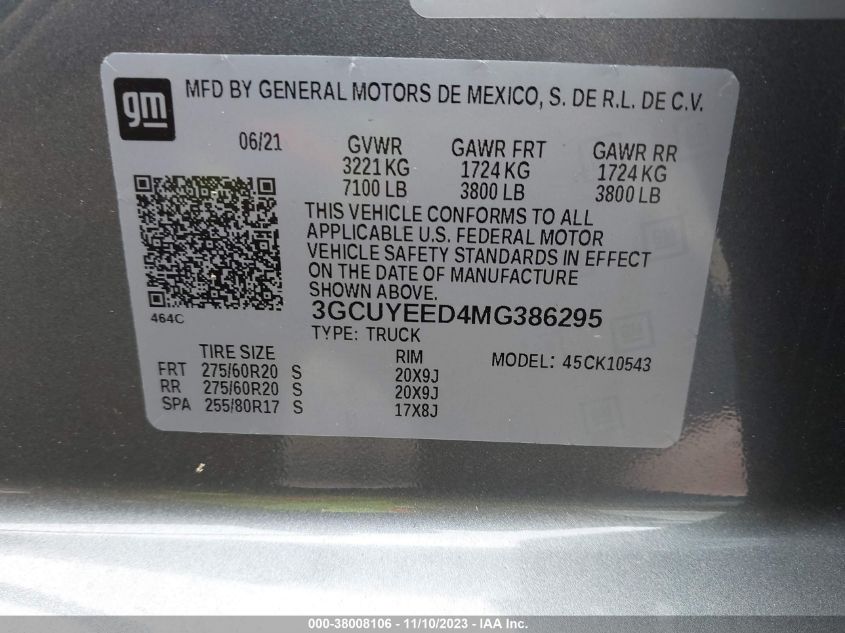 gm
MFD BY GENERAL MOTORS DE MEXICO, S. DE R.L. DE C.V.
06/21 GVWR GAWR FRT GAWR RR
3221 KG 1724 KG 1724 KG
7100 LB 3800 LB 3800 LB
THIS VEHICLE CONFORMS TO ALL
APPLICABLE U.S. FEDERAL MOTOR
VEHICLE SAFETY STANDARDS IN EFFECT
ON THE DATE OF MANUFACTURE
SHOWN ABOVE.
464C
3GCUYEED4MG386295
TYPE: TRUCK
TIRE SIZE RIM MODEL: 45CK10543
FRT 275/60R20 S 20X9J
RR 275/60R20 S 20X9J
SPA 255/80R17 S 17X8J
000-38008106 - 11/10/2023 - IAA Inc.